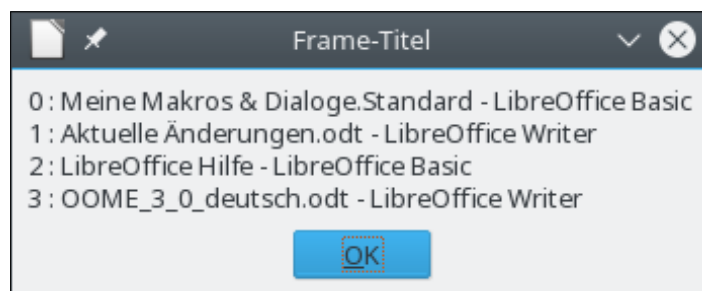 Frame-Titel
0 : Meine Makros & Dialoge.Standard - LibreOffice Basic
1 : Aktuelle Änderungen.odt - LibreOffice Writer
2 : LibreOffice Hilfe - LibreOffice Basic
3 : OOME_3_0_deutsch.odt - LibreOffice Writer
OK